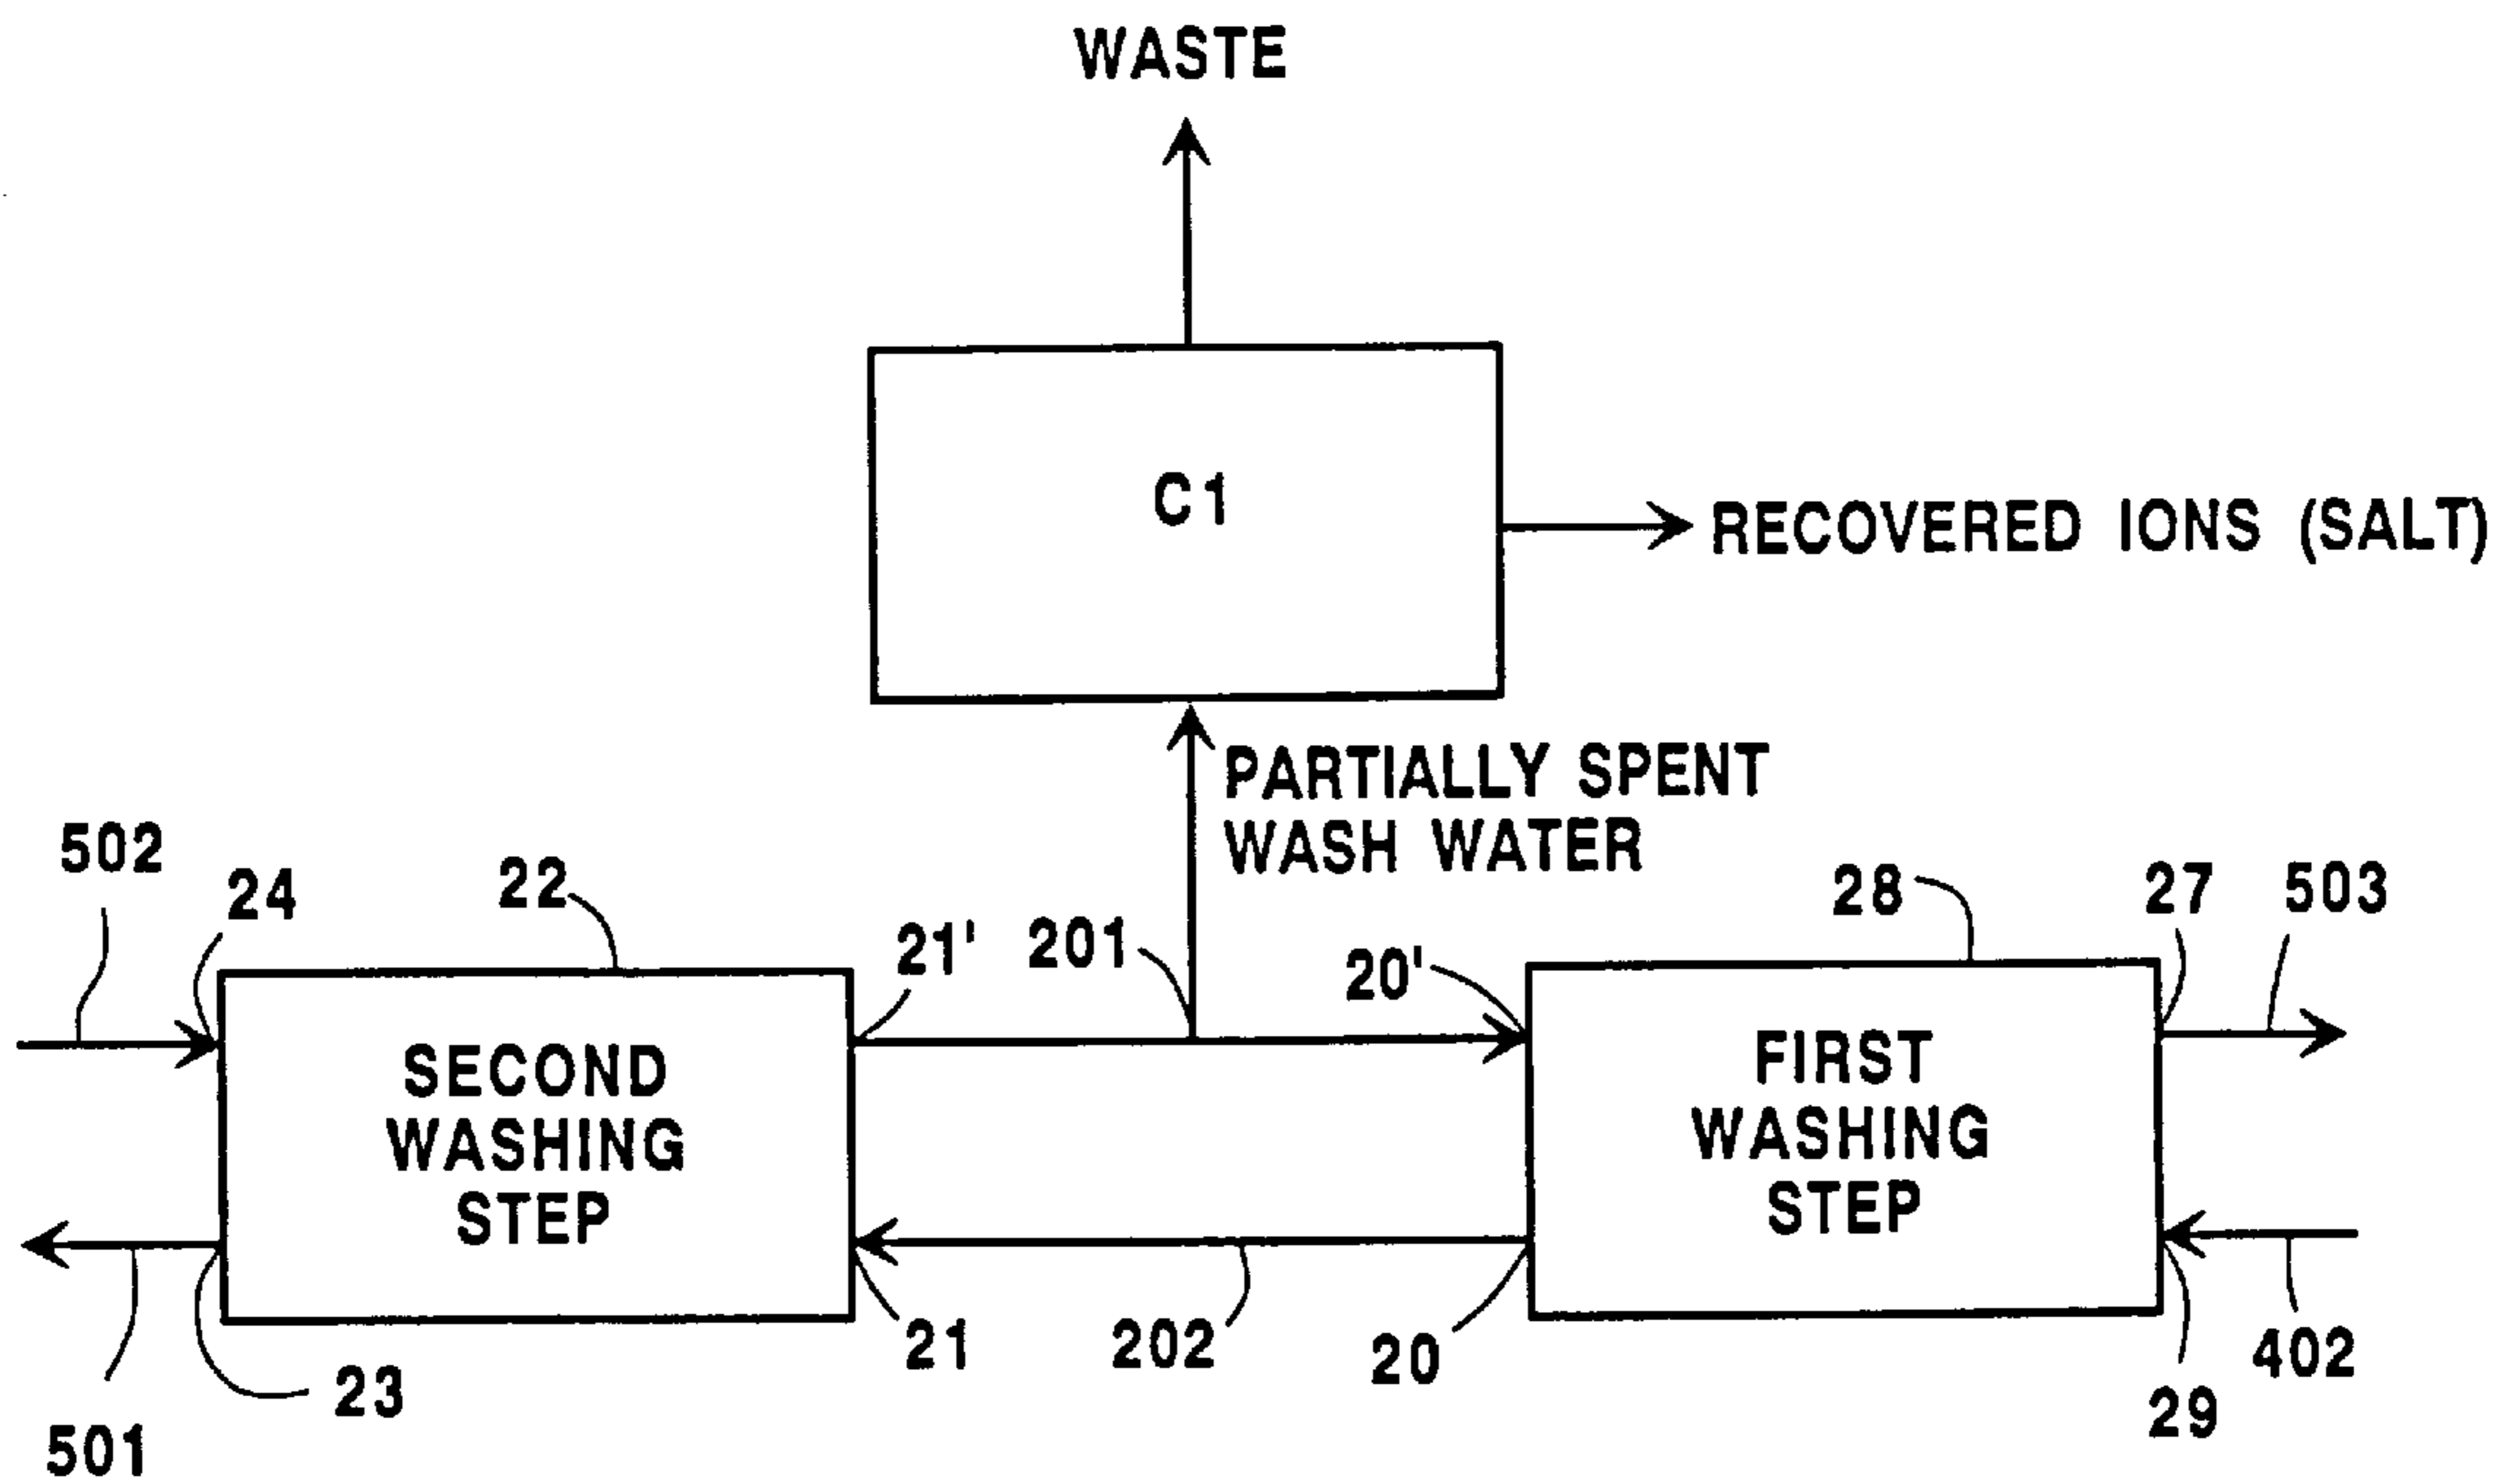 WASTE
C1
RECOVERED IONS (SALT)
PARTIALLY SPENT
WASH WATER
502
24
22
21'
201
20'
28
27
503
SECOND
WASHING
STEP
FIRST
WASHING
STEP
21
202
20
402
23
29
501